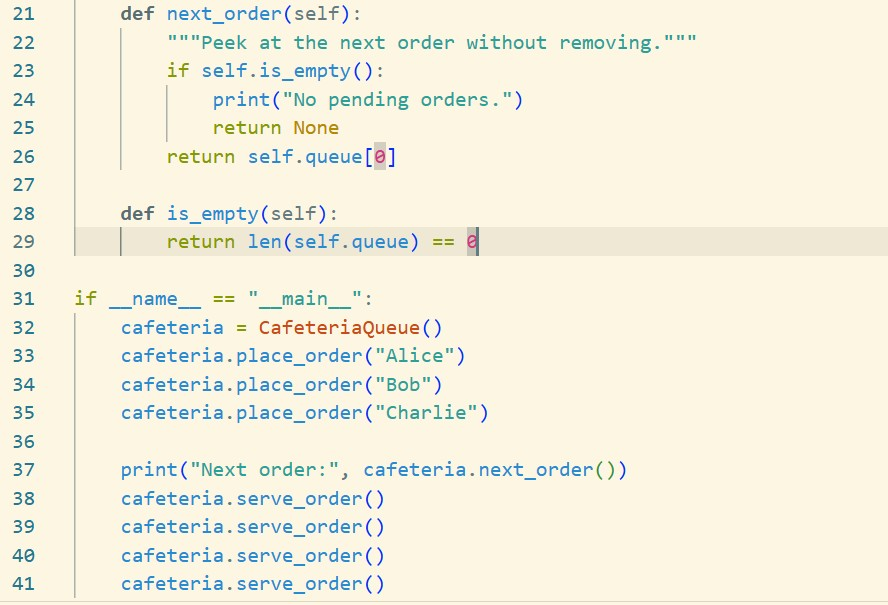 21 def next_order(self):
22 """Peek at the next order without removing."""
23 if self.is_empty():
24 print("No pending orders.")
25 return None
26 return self.queue[0]
27
28 def is_empty(self):
29 return len(self.queue) == 0
30
31 if __name__ == "__main__":
32 cafeteria = CafeteriaQueue()
33 cafeteria.place_order("Alice")
34 cafeteria.place_order("Bob")
35 cafeteria.place_order("Charlie")
36
37 print("Next order:", cafeteria.next_order())
38 cafeteria.serve_order()
39 cafeteria.serve_order()
40 cafeteria.serve_order()
41 cafeteria.serve_order()